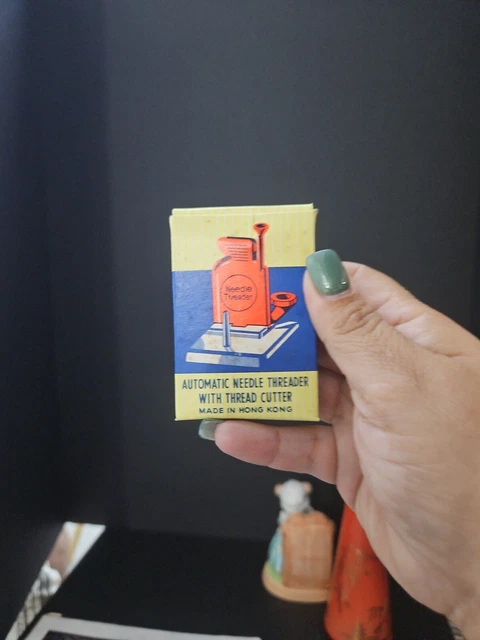 Needle
Threader
AUTOMATIC NEEDLE THREADER
WITH THREAD CUTTER
MADE IN HONG KONG